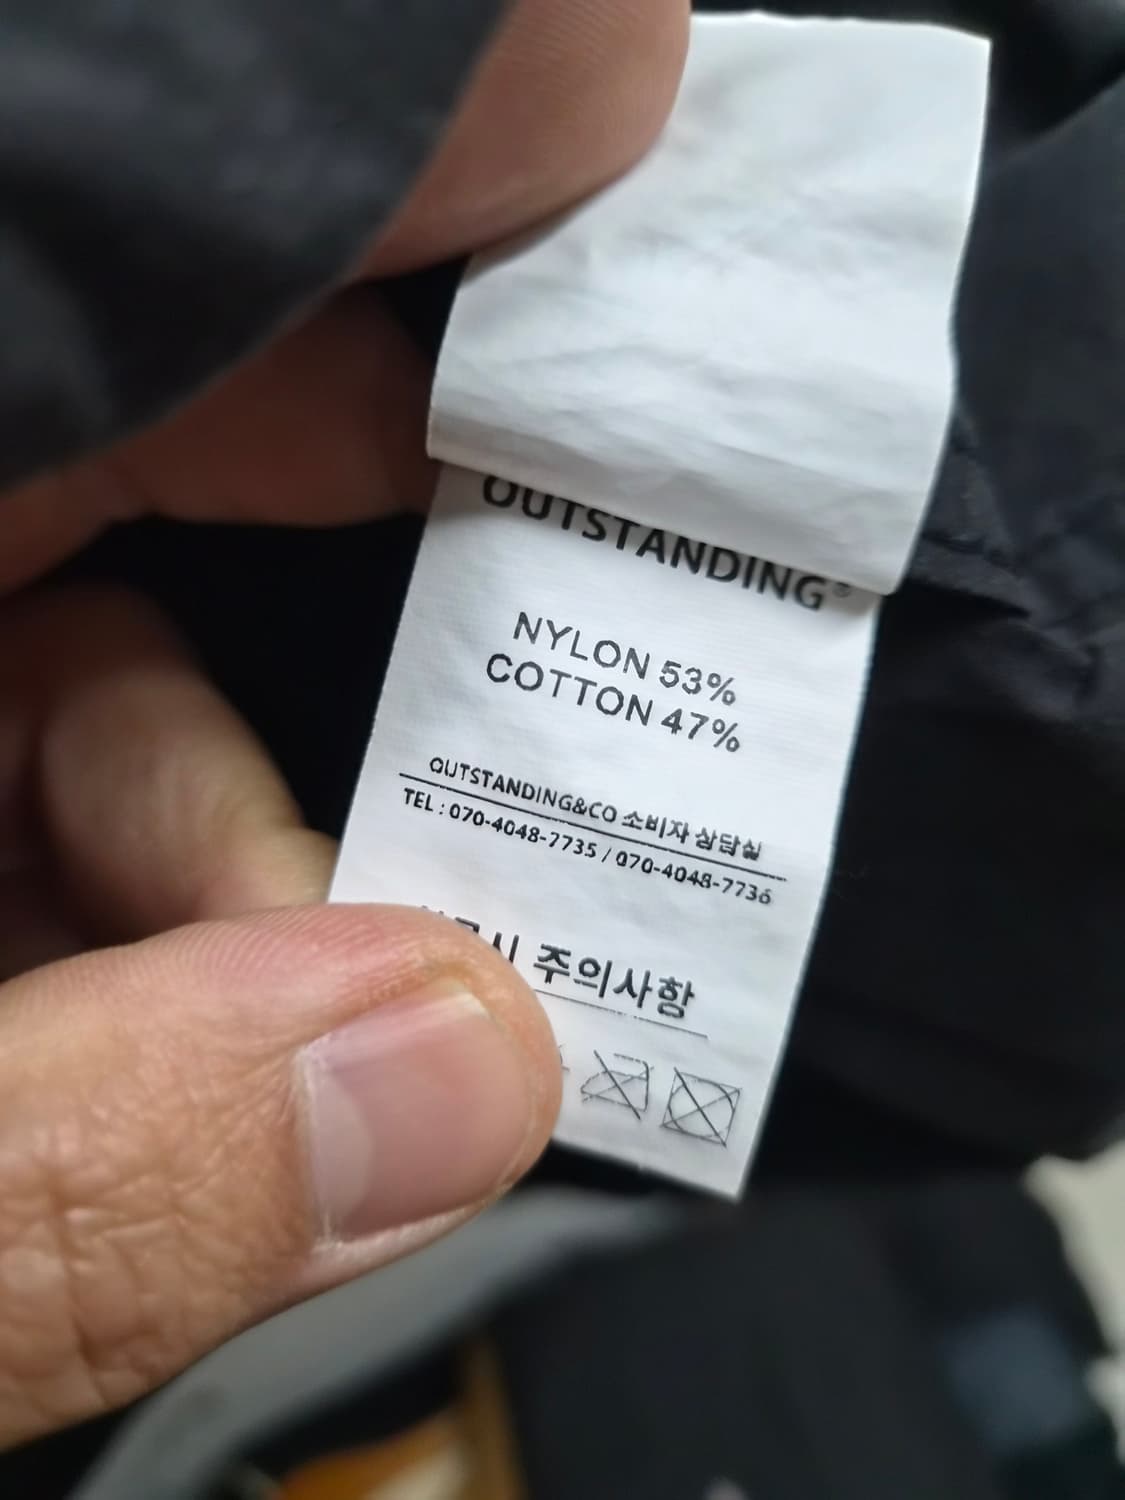 OUTSTANDING®
NYLON 53%
COTTON 47%
OUTSTANDING&CO 소비자 상담실
TEL : 070-4048-7735 / 070-4048-7736
주의사항